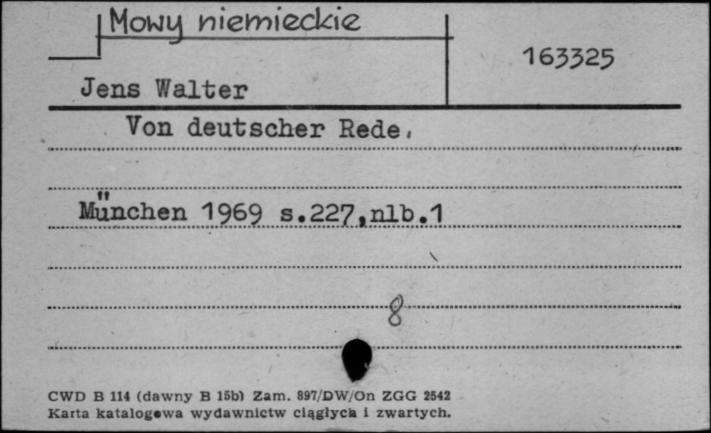 Mowy niemieckie
163325
Jens Walter
Von deutscher Rede.
München 1969 s.227,nlb.1
8
CWD B 114 (dawny B 15b) Zam. 897/DW/On ZGG 2542
Karta katalogowa wydawnictw ciągłych i zwartych.